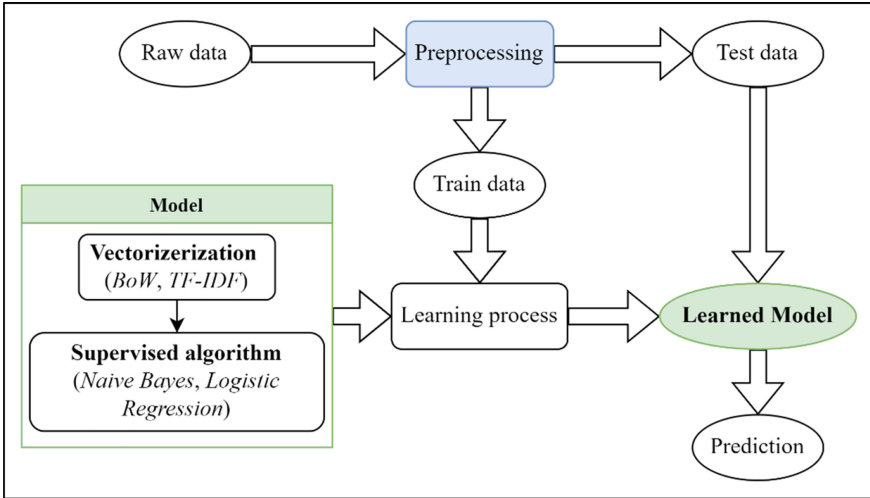 Raw data
Preprocessing
Test data
Train data
Model
Vectorizerization
(BoW, TF-IDF)
Supervised algorithm
(Naive Bayes, Logistic
Regression)
Learning process
Learned Model
Prediction